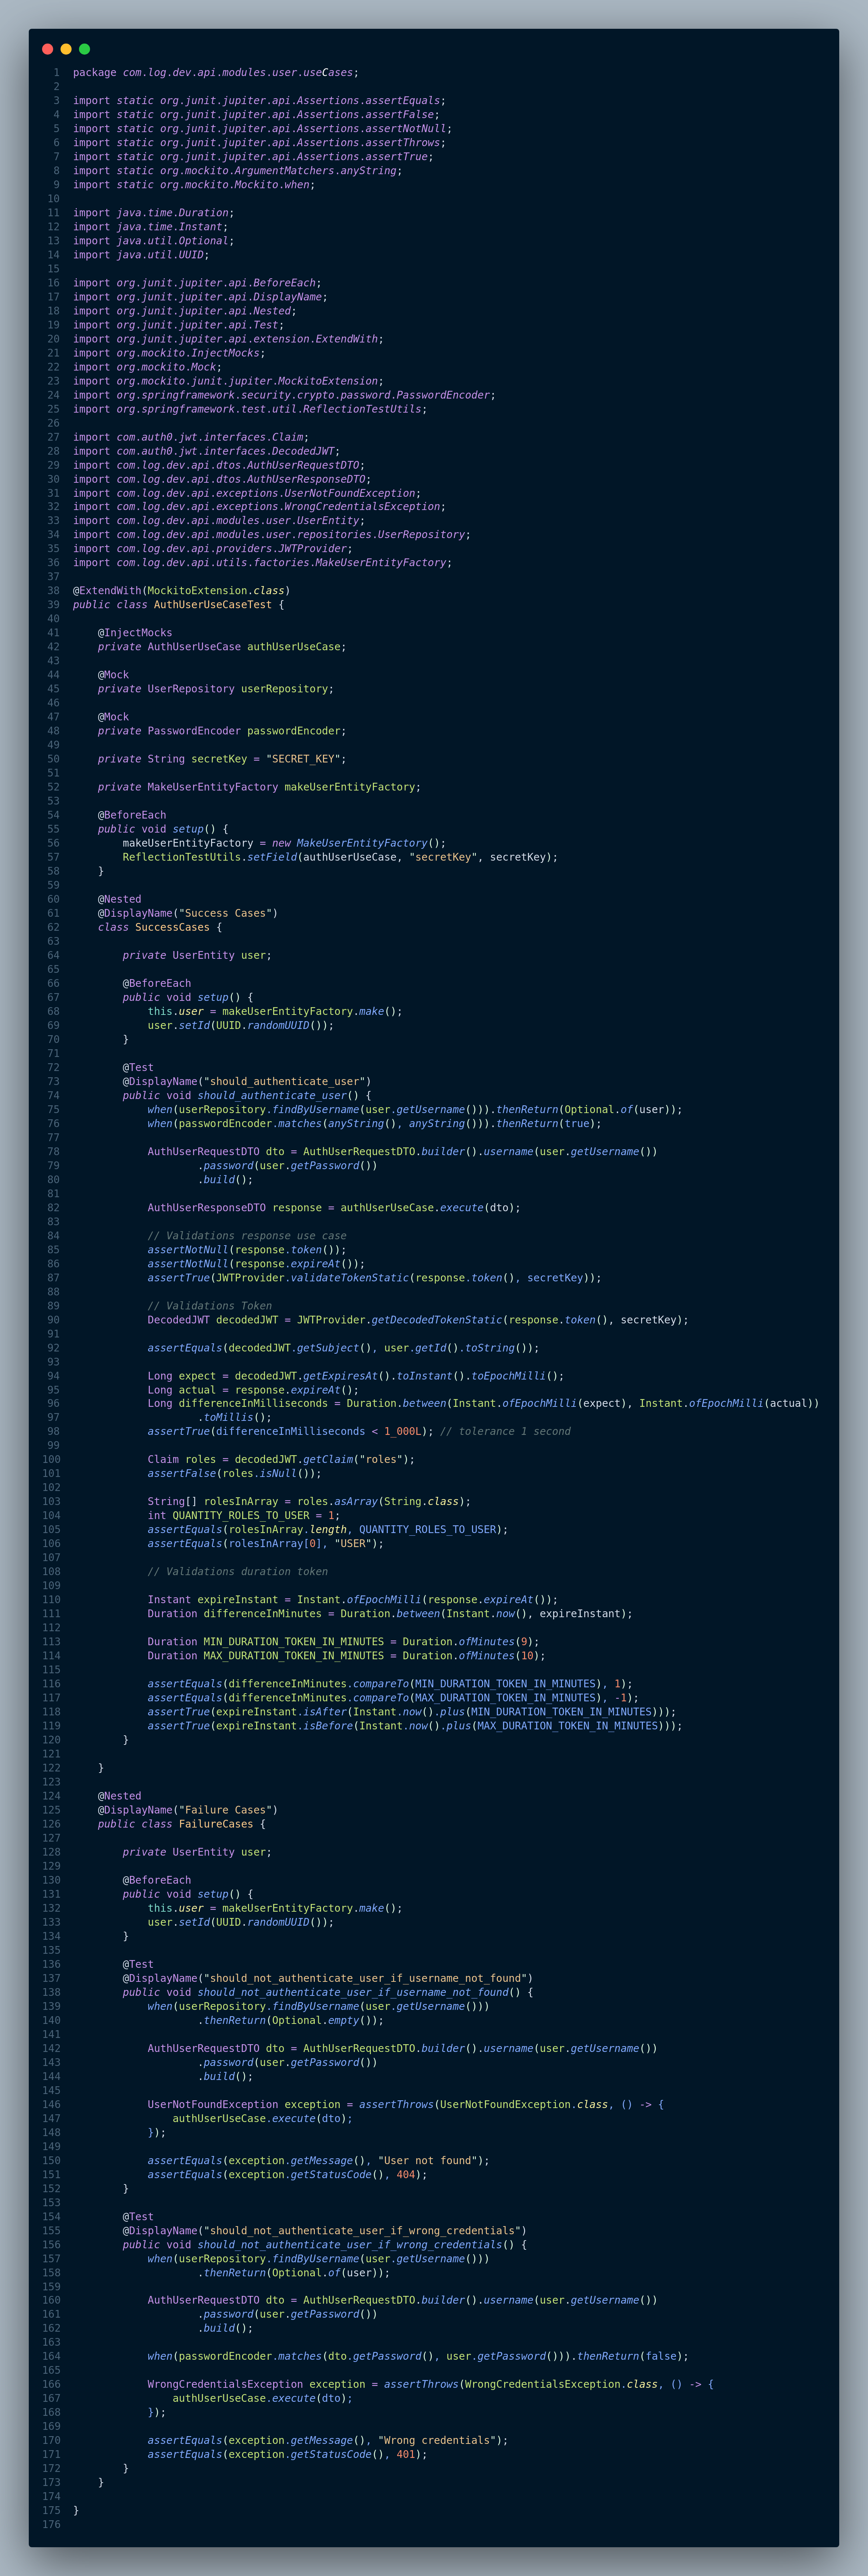 1 package com.log.dev.api.modules.user.useCases;
2
3 import static org.junit.jupiter.api.Assertions.assertEquals;
4 import static org.junit.jupiter.api.Assertions.assertFalse;
5 import static org.junit.jupiter.api.Assertions.assertNotNull;
6 import static org.junit.jupiter.api.Assertions.assertThrows;
7 import static org.junit.jupiter.api.Assertions.assertTrue;
8 import static org.mockito.ArgumentMatchers.anyString;
9 import static org.mockito.Mockito.when;
10
11 import java.time.Duration;
12 import java.time.Instant;
13 import java.util.Optional;
14 import java.util.UUID;
15
16 import org.junit.jupiter.api.BeforeEach;
17 import org.junit.jupiter.api.DisplayName;
18 import org.junit.jupiter.api.Nested;
19 import org.junit.jupiter.api.Test;
20 import org.junit.jupiter.api.extension.ExtendWith;
21 import org.mockito.InjectMocks;
22 import org.mockito.Mock;
23 import org.mockito.junit.jupiter.MockitoExtension;
24 import org.springframework.security.crypto.password.PasswordEncoder;
25 import org.springframework.test.util.ReflectionTestUtils;
26
27 import com.auth0.jwt.interfaces.Claim;
28 import com.auth0.jwt.interfaces.DecodedJWT;
29 import com.log.dev.api.dtos.AuthUserRequestDTO;
30 import com.log.dev.api.dtos.AuthUserResponseDTO;
31 import com.log.dev.api.exceptions.UserNotFoundException;
32 import com.log.dev.api.exceptions.WrongCredentialsException;
33 import com.log.dev.api.modules.user.UserEntity;
34 import com.log.dev.api.modules.user.repositories.UserRepository;
35 import com.log.dev.api.providers.JWTProvider;
36 import com.log.dev.api.utils.factories.MakeUserEntityFactory;
37
38 @ExtendWith(MockitoExtension.class)
39 public class AuthUserUseCaseTest {
40
41     @InjectMocks
42     private AuthUserUseCase authUserUseCase;
43
44     @Mock
45     private UserRepository userRepository;
46
47     @Mock
48     private PasswordEncoder passwordEncoder;
49
50     private String secretKey = "SECRET_KEY";
51
52     private MakeUserEntityFactory makeUserEntityFactory;
53
54     @BeforeEach
55     public void setup() {
56         makeUserEntityFactory = new MakeUserEntityFactory();
57         ReflectionTestUtils.setField(authUserUseCase, "secretKey", secretKey);
58     }
59
60     @Nested
61     @DisplayName("Success Cases")
62     class SuccessCases {
63
64         private UserEntity user;
65
66         @BeforeEach
67         public void setup() {
68             this.user = makeUserEntityFactory.make();
69             user.setId(UUID.randomUUID());
70         }
71
72         @Test
73         @DisplayName("should_authenticate_user")
74         public void should_authenticate_user() {
75             when(userRepository.findByUsername(user.getUsername())).thenReturn(Optional.of(user));
76             when(passwordEncoder.matches(anyString(), anyString())).thenReturn(true);
77
78             AuthUserRequestDTO dto = AuthUserRequestDTO.builder().username(user.getUsername())
79                     .password(user.getPassword())
80                     .build();
81
82             AuthUserResponseDTO response = authUserUseCase.execute(dto);
83
84             // Validations response use case
85             assertNotNull(response.token());
86             assertNotNull(response.expireAt());
87             assertTrue(JWTProvider.validateTokenStatic(response.token(), secretKey));
88
89             // Validations Token
90             DecodedJWT decodedJWT = JWTProvider.getDecodedTokenStatic(response.token(), secretKey);
91
92             assertEquals(decodedJWT.getSubject(), user.getId().toString());
93
94             Long expect = decodedJWT.getExpiresAt().toInstant().toEpochMilli();
95             Long actual = response.expireAt();
96             Long differenceInMilliseconds = Duration.between(Instant.ofEpochMilli(expect), Instant.ofEpochMilli(actual))
97                     .toMillis();
98             assertTrue(differenceInMilliseconds < 1_000L); // tolerance 1 second
99
100             Claim roles = decodedJWT.getClaim("roles");
101             assertFalse(roles.isNull());
102
103             String[] rolesInArray = roles.asArray(String.class);
104             int QUANTITY_ROLES_TO_USER = 1;
105             assertEquals(rolesInArray.length, QUANTITY_ROLES_TO_USER);
106             assertEquals(rolesInArray[0], "USER");
107
108             // Validations duration token
109
110             Instant expireInstant = Instant.ofEpochMilli(response.expireAt());
111             Duration differenceInMinutes = Duration.between(Instant.now(), expireInstant);
112
113             Duration MIN_DURATION_TOKEN_IN_MINUTES = Duration.ofMinutes(9);
114             Duration MAX_DURATION_TOKEN_IN_MINUTES = Duration.ofMinutes(10);
115
116             assertEquals(differenceInMinutes.compareTo(MIN_DURATION_TOKEN_IN_MINUTES), 1);
117             assertEquals(differenceInMinutes.compareTo(MAX_DURATION_TOKEN_IN_MINUTES), -1);
118             assertTrue(expireInstant.isAfter(Instant.now().plus(MIN_DURATION_TOKEN_IN_MINUTES)));
119             assertTrue(expireInstant.isBefore(Instant.now().plus(MAX_DURATION_TOKEN_IN_MINUTES)));
120         }
121
122     }
123
124     @Nested
125     @DisplayName("Failure Cases")
126     public class FailureCases {
127
128         private UserEntity user;
129
130         @BeforeEach
131         public void setup() {
132             this.user = makeUserEntityFactory.make();
133             user.setId(UUID.randomUUID());
134         }
135
136         @Test
137         @DisplayName("should_not_authenticate_user_if_username_not_found")
138         public void should_not_authenticate_user_if_username_not_found() {
139             when(userRepository.findByUsername(user.getUsername()))
140                     .thenReturn(Optional.empty());
141
142             AuthUserRequestDTO dto = AuthUserRequestDTO.builder().username(user.getUsername())
143                     .password(user.getPassword())
144                     .build();
145
146             UserNotFoundException exception = assertThrows(UserNotFoundException.class, () -> {
147                 authUserUseCase.execute(dto);
148             });
149
150             assertEquals(exception.getMessage(), "User not found");
151             assertEquals(exception.getStatusCode(), 404);
152         }
153
154         @Test
155         @DisplayName("should_not_authenticate_user_if_wrong_credentials")
156         public void should_not_authenticate_user_if_wrong_credentials() {
157             when(userRepository.findByUsername(user.getUsername()))
158                     .thenReturn(Optional.of(user));
159
160             AuthUserRequestDTO dto = AuthUserRequestDTO.builder().username(user.getUsername())
161                     .password(user.getPassword())
162                     .build();
163
164             when(passwordEncoder.matches(dto.getPassword(), user.getPassword())).thenReturn(false);
165
166             WrongCredentialsException exception = assertThrows(WrongCredentialsException.class, () -> {
167                 authUserUseCase.execute(dto);
168             });
169
170             assertEquals(exception.getMessage(), "Wrong credentials");
171             assertEquals(exception.getStatusCode(), 401);
172         }
173     }
174
175 }
176